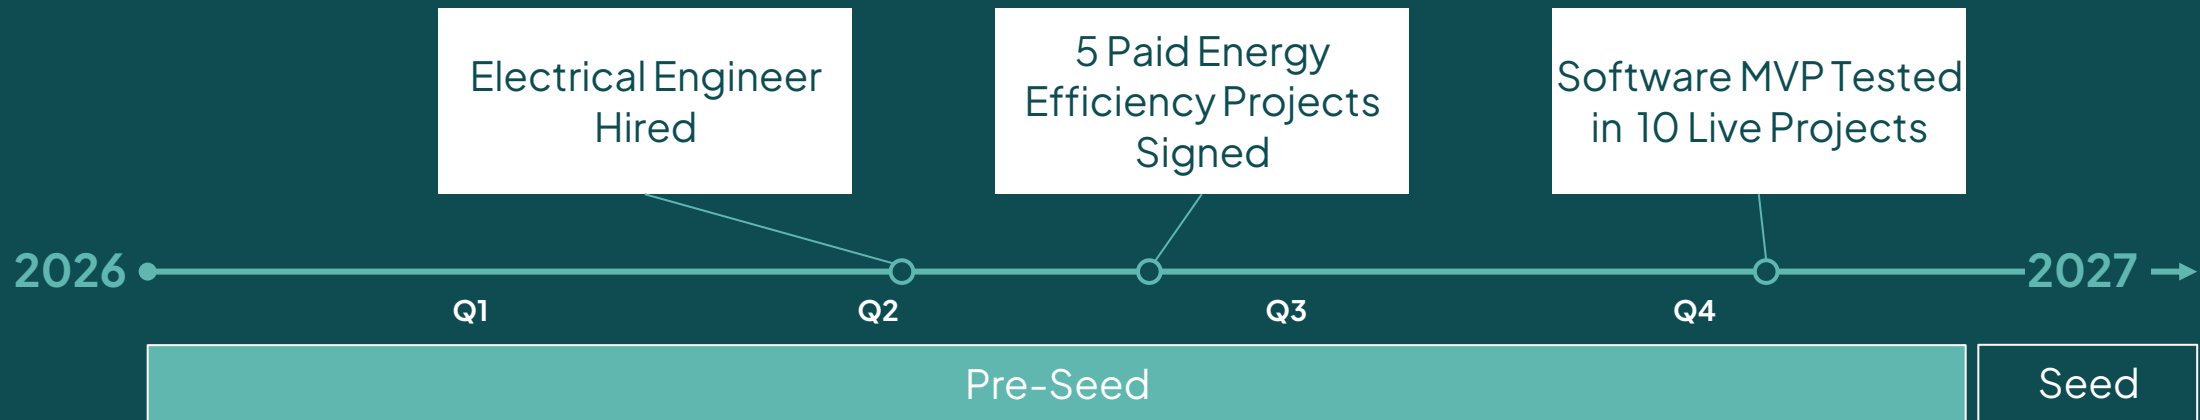 Electrical Engineer
Hired
5 Paid Energy
Efficiency Projects
Signed
Software MVP Tested
in 10 Live Projects
2026
2027
Q1
Q2
Q3
Q4
Pre-Seed
Seed